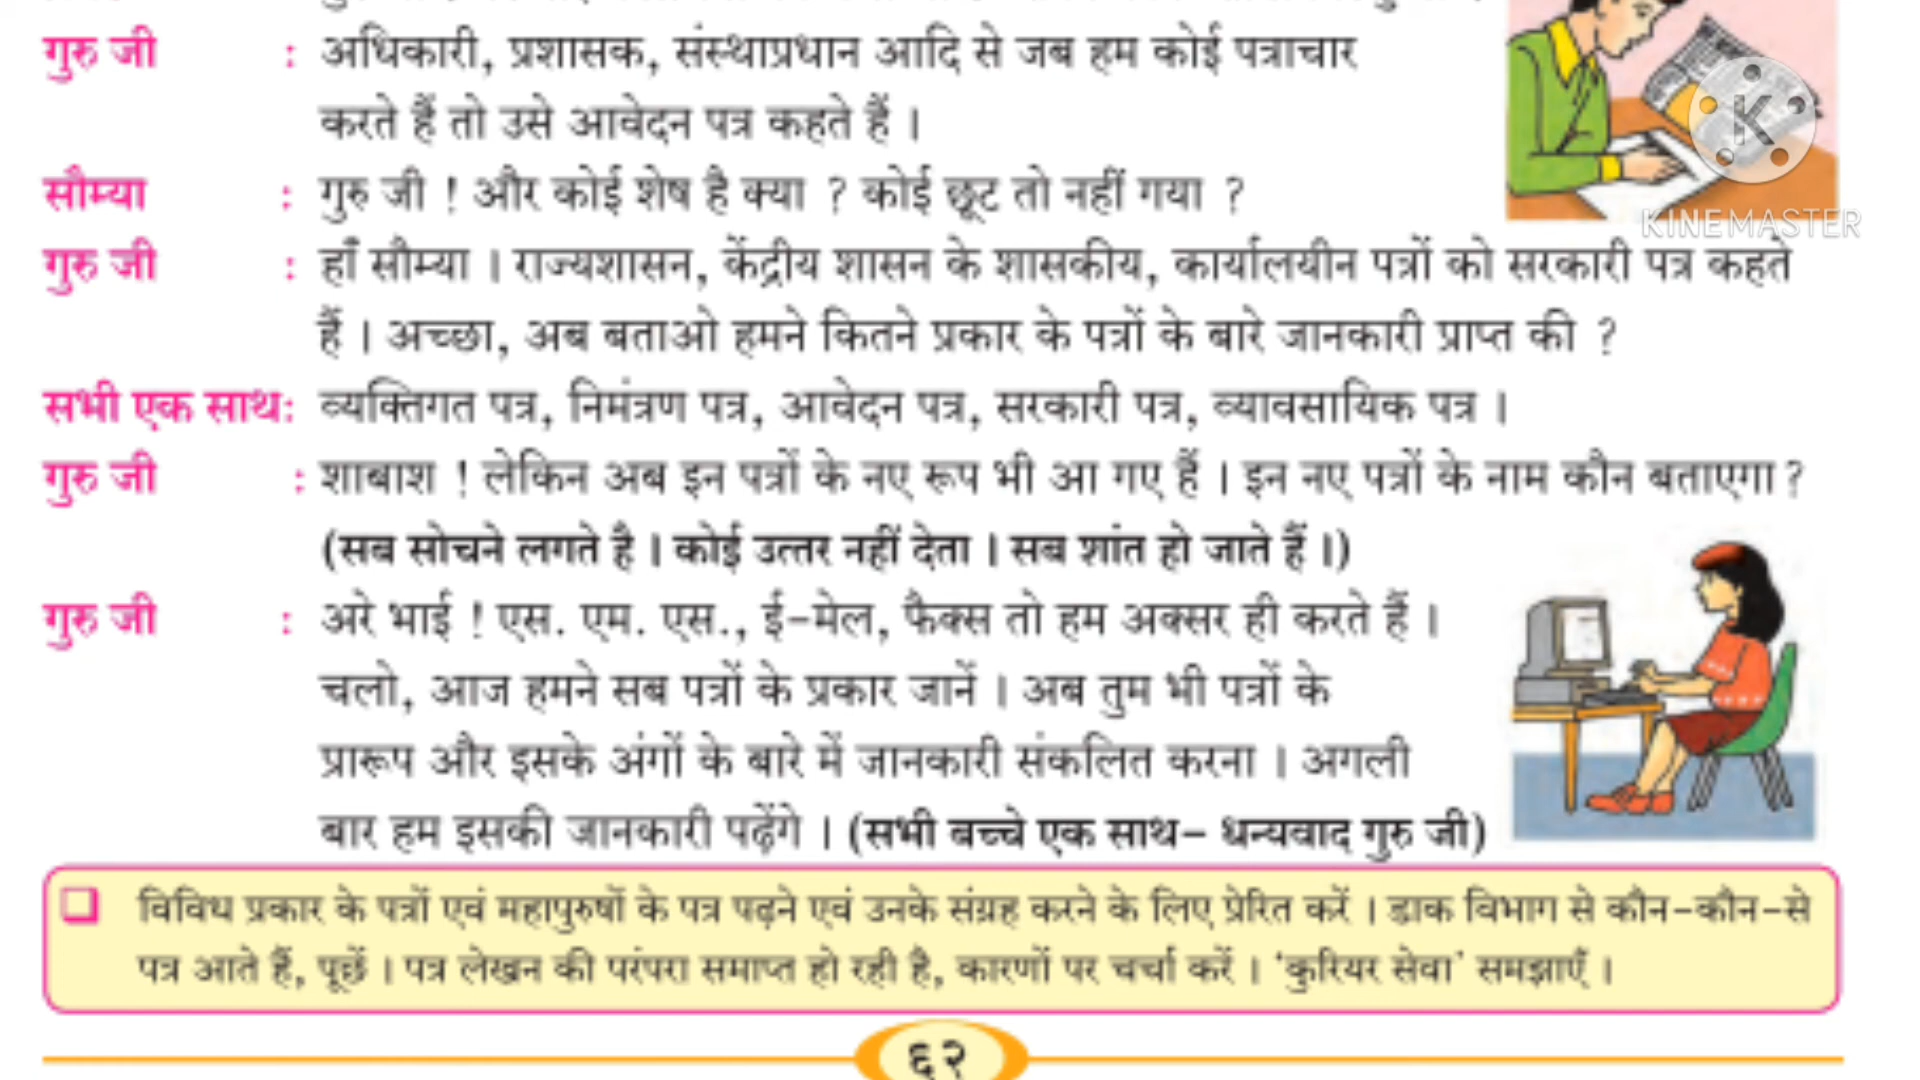 गुरु जी : अधिकारी, प्रशासक, संस्थाप्रधान आदि से जब हम कोई पत्राचार
करते हैं तो उसे आवेदन पत्र कहते हैं ।
सौम्या : गुरु जी ! और कोई शेष है क्या ? कोई छूट तो नहीं गया ?
KINEMASTER
गुरु जी : हाँ सौम्या । राज्यशासन, केंद्रीय शासन के शासकीय, कार्यालयीन पत्रों को सरकारी पत्र कहते
हैं । अच्छा, अब बताओ हमने कितने प्रकार के पत्रों के बारे जानकारी प्राप्त की ?
सभी एक साथ: व्यक्तिगत पत्र, निमंत्रण पत्र, आवेदन पत्र, सरकारी पत्र, व्यावसायिक पत्र ।
गुरु जी : शाबाश ! लेकिन अब इन पत्रों के नए रूप भी आ गए हैं । इन नए पत्रों के नाम कौन बताएगा ?
(सब सोचने लगते है । कोई उत्तर नहीं देता । सब शांत हो जाते हैं ।)
गुरु जी : अरे भाई ! एस. एम. एस., ई-मेल, फैक्स तो हम अक्सर ही करते हैं ।
चलो, आज हमने सब पत्रों के प्रकार जानें । अब तुम भी पत्रों के
प्रारूप और इसके अंगों के बारे में जानकारी संकलित करना । अगली
बार हम इसकी जानकारी पढ़ेंगे । (सभी बच्चे एक साथ- धन्यवाद गुरु जी)
❑ विविध प्रकार के पत्रों एवं महापुरुषों के पत्र पढ़ने एवं उनके संग्रह करने के लिए प्रेरित करें । डाक विभाग से कौन-कौन-से
पत्र आते हैं, पूछें । पत्र लेखन की परंपरा समाप्त हो रही है, कारणों पर चर्चा करें । 'कुरियर सेवा' समझाएँ ।
६२